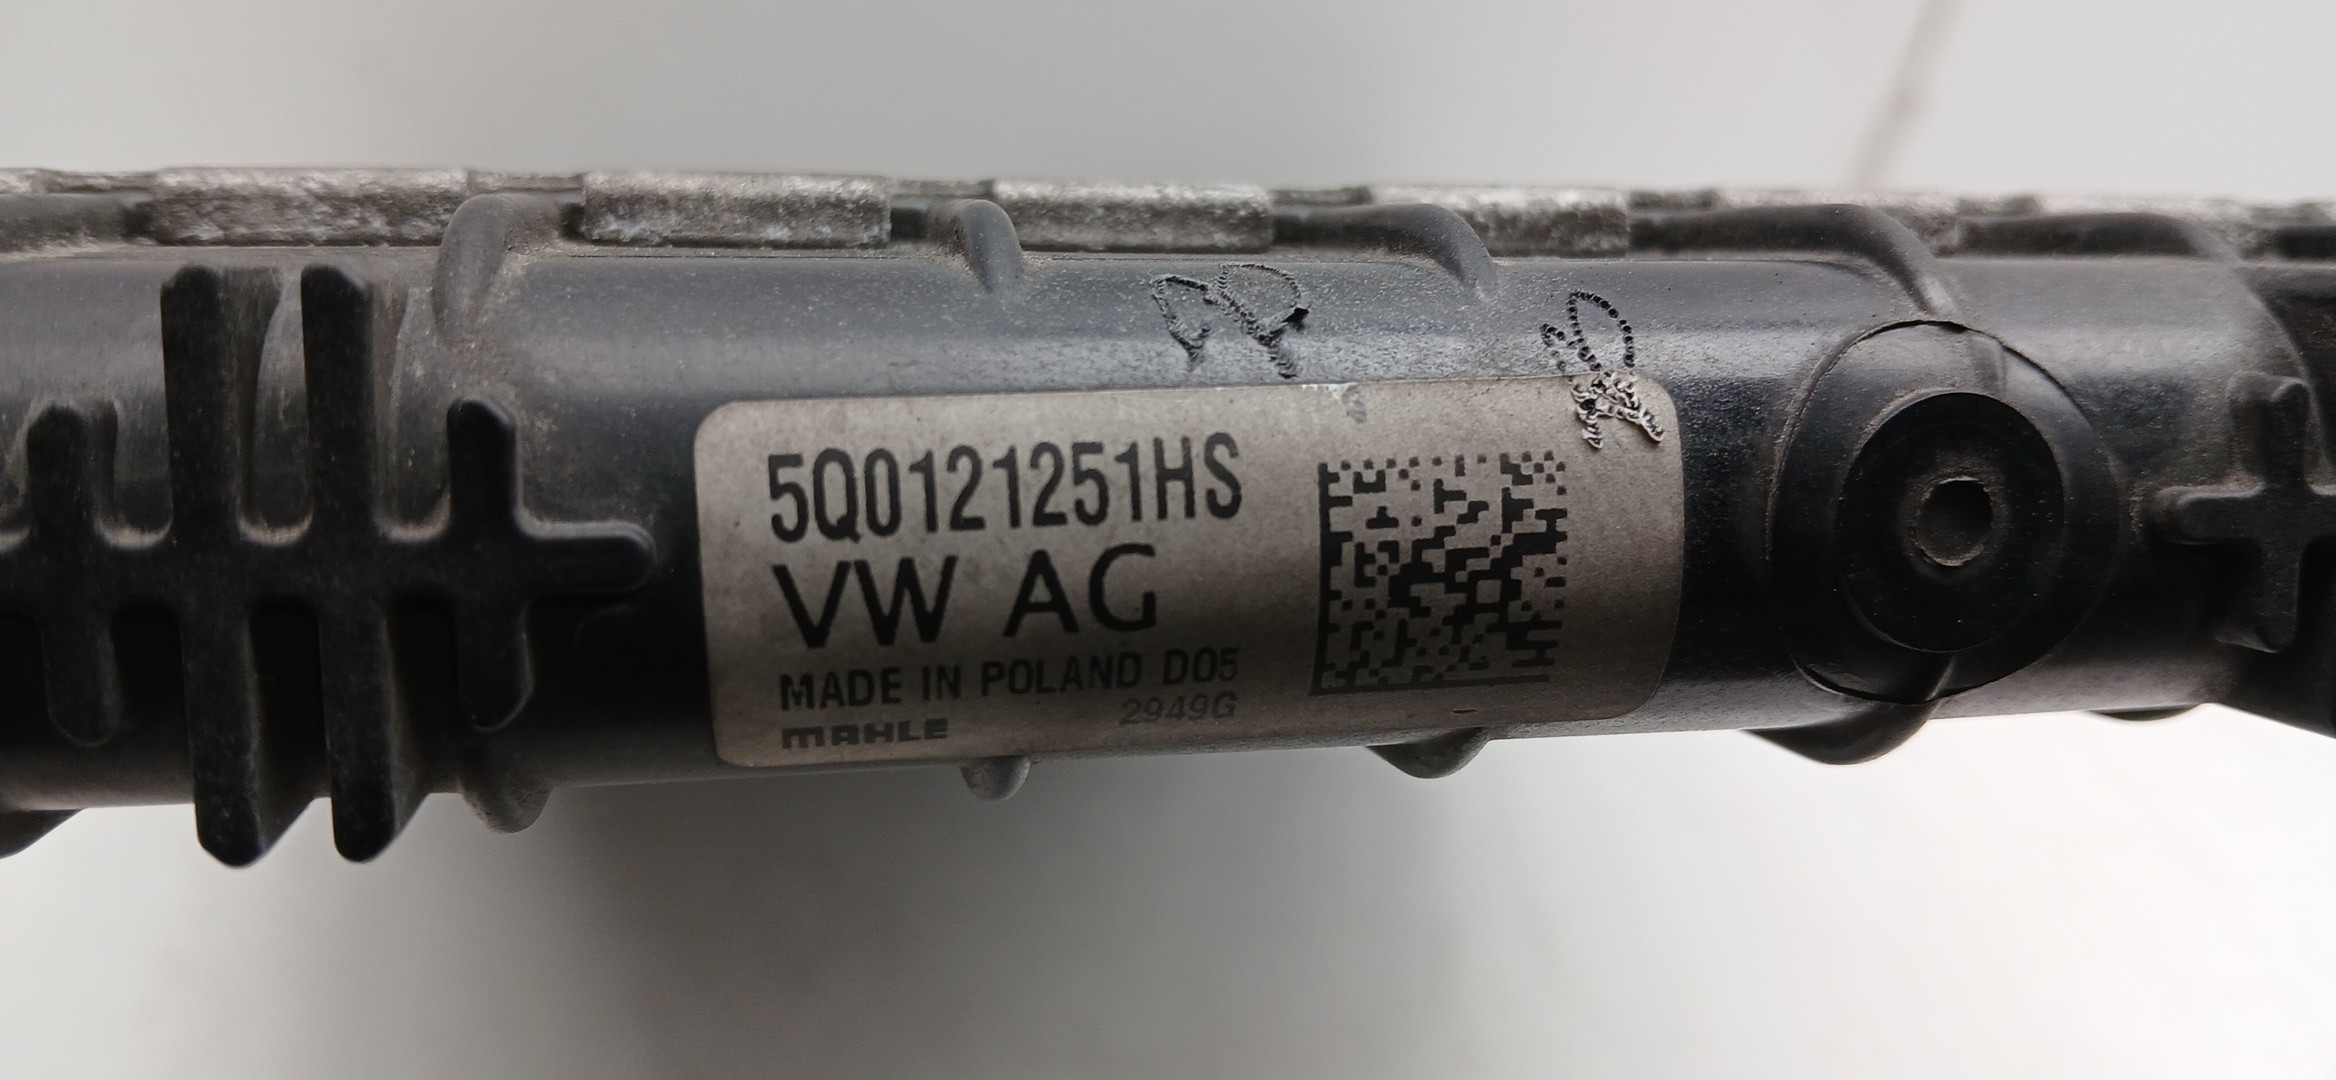 5Q0121251HS
VW AG
MADE IN POLAND D05
MAHLE 2949G